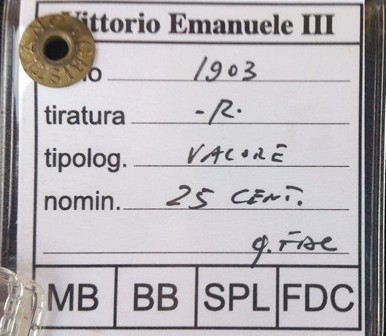 Vittorio Emanuele III
1903
tiratura -R.
tipolog. VALORE
nomin. 25 CENT.
q. FDC
MB BB SPL FDC